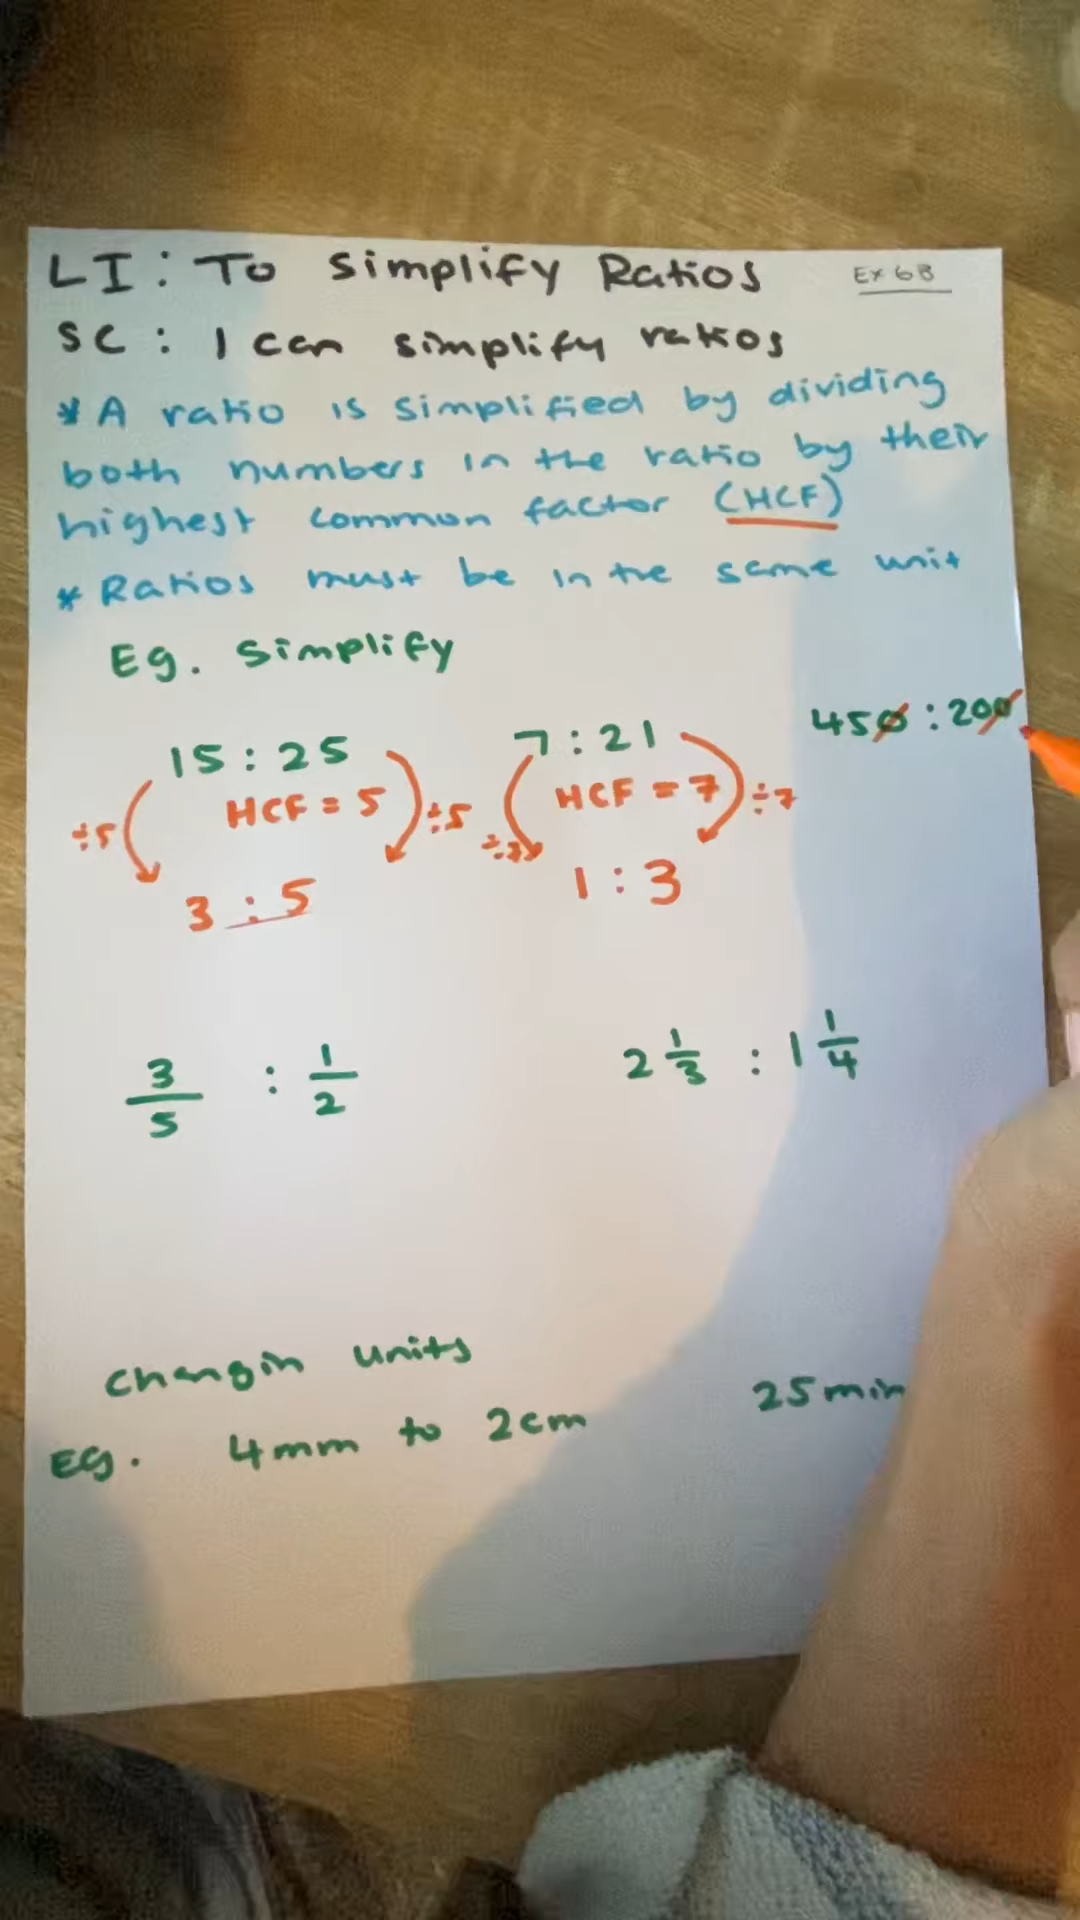 LI: To Simplify Ratios Ex 6B
SC: I can simplify ratios
* A ratio is simplified by dividing
both numbers in the ratio by their
highest common factor (HCF)
* Ratios must be in the same unit
Eg. Simplify
15 : 25 7 : 21 450 : 200
÷5 HCF = 5 ÷5 ÷7 HCF = 7 ÷7
3 : 5 1 : 3
3/5 : 1/2 2 1/3 : 1 1/4
Changin units
EG. 4mm to 2cm 25min